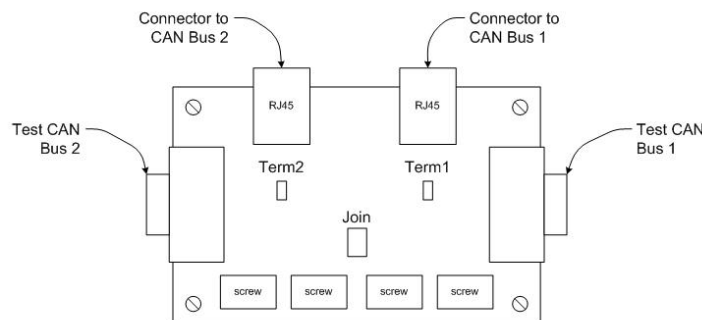 Connector to
CAN Bus 2
Connector to
CAN Bus 1
RJ45
RJ45
Test CAN
Bus 2
Test CAN
Bus 1
Term2
Term1
Join
screw
screw
screw
screw